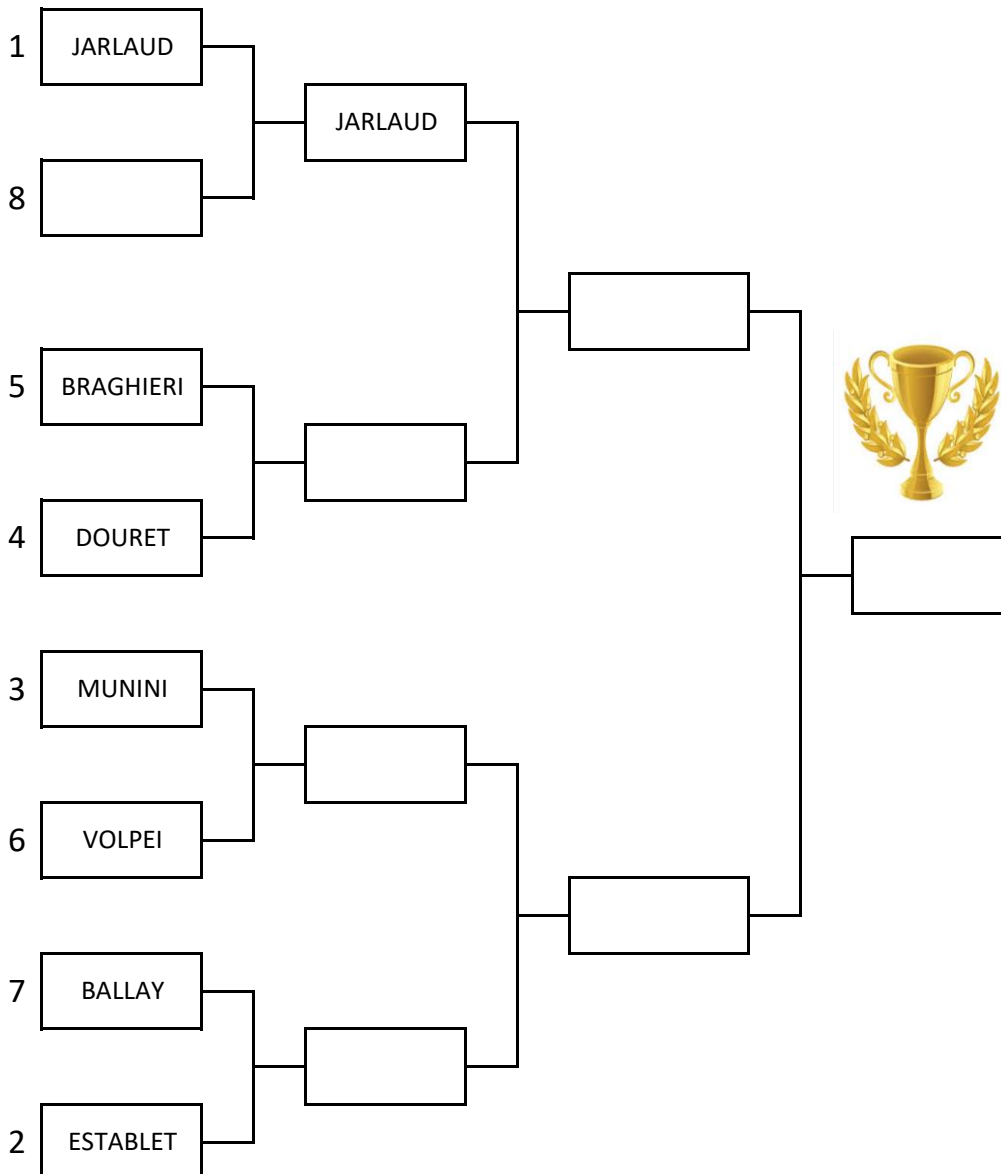 1 JARLAUD
JARLAUD
8
5 BRAGHIERI
4 DOURET
3 MUNINI
6 VOLPEI
7 BALLAY
2 ESTABLET